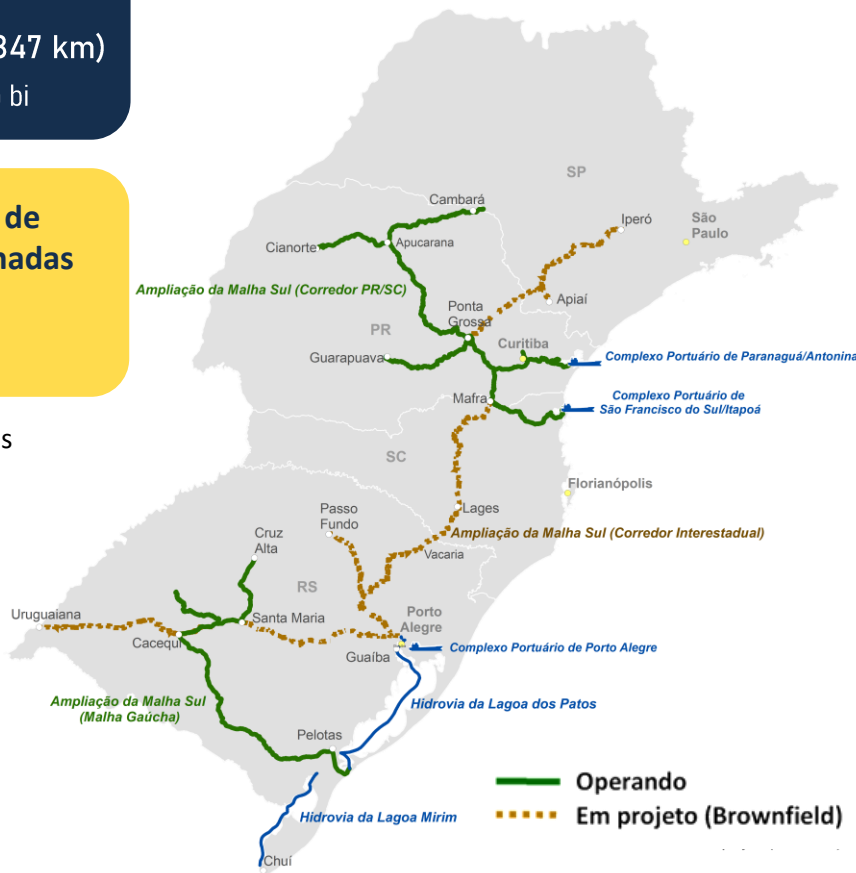 847 km)
bi
de
nadas
s
SP
Cambará
Iperó
São
Paulo
Cianorte
Apucarana
Ampliação da Malha Sul (Corredor PR/SC)
Apiaí
Ponta
Grossa
PR
Curitiba
Guarapuava
Complexo Portuário de Paranaguá/Antonina
Complexo Portuário de
São Francisco do Sul/Itapoá
Mafra
SC
Florianópolis
Lages
Passo
Fundo
Ampliação da Malha Sul (Corredor Interestadual)
Cruz
Alta
Vacaria
RS
Uruguaiana
Santa Maria
Porto
Alegre
Cacequi
Guaíba
Complexo Portuário de Porto Alegre
Ampliação da Malha Sul
(Malha Gaúcha)
Hidrovia da Lagoa dos Patos
Pelotas
Operando
Em projeto (Brownfield)
Hidrovia da Lagoa Mirim
Chuí